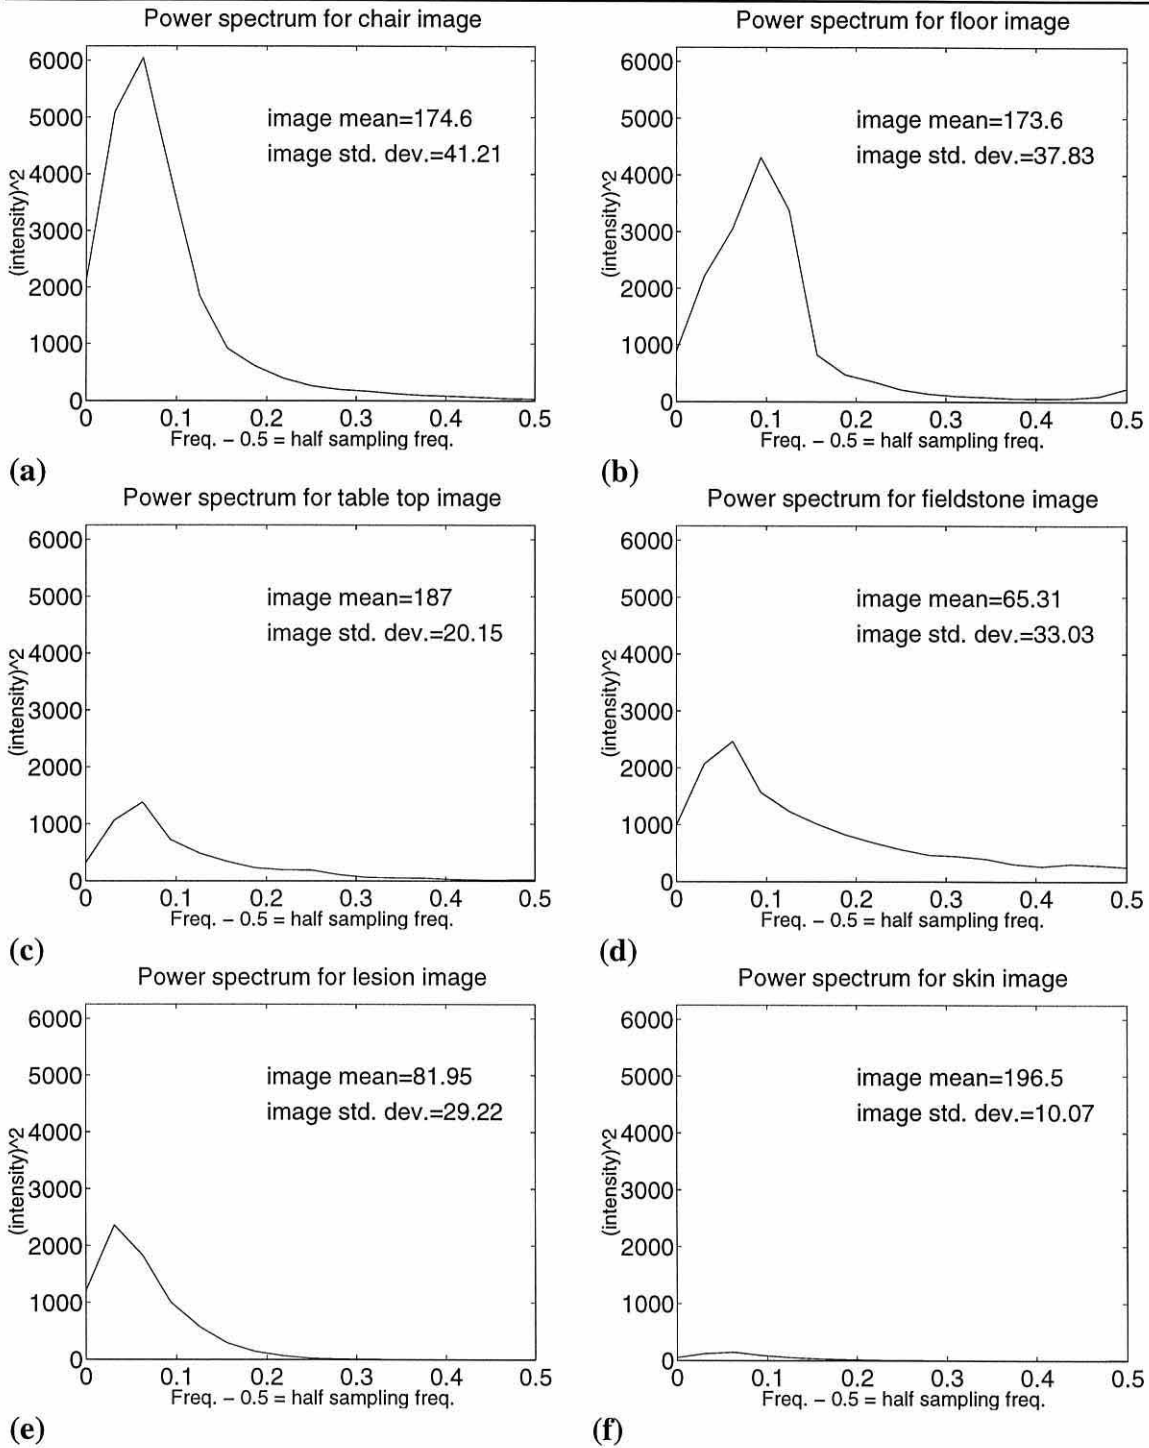 Power spectrum for chair image
6000
5000
4000
3000
2000
1000
0
(intensity)^2
image mean=174.6
image std. dev.=41.21
0 0.1 0.2 0.3 0.4 0.5
Freq. – 0.5 = half sampling freq.
(a)
Power spectrum for floor image
6000
5000
4000
3000
2000
1000
0
(intensity)^2
image mean=173.6
image std. dev.=37.83
0 0.1 0.2 0.3 0.4 0.5
Freq. – 0.5 = half sampling freq.
(b)
Power spectrum for table top image
6000
5000
4000
3000
2000
1000
0
(intensity)^2
image mean=187
image std. dev.=20.15
0 0.1 0.2 0.3 0.4 0.5
Freq. – 0.5 = half sampling freq.
(c)
Power spectrum for fieldstone image
6000
5000
4000
3000
2000
1000
0
(intensity)^2
image mean=65.31
image std. dev.=33.03
0 0.1 0.2 0.3 0.4 0.5
Freq. – 0.5 = half sampling freq.
(d)
Power spectrum for lesion image
6000
5000
4000
3000
2000
1000
0
(intensity)^2
image mean=81.95
image std. dev.=29.22
0 0.1 0.2 0.3 0.4 0.5
Freq. – 0.5 = half sampling freq.
(e)
Power spectrum for skin image
6000
5000
4000
3000
2000
1000
0
(intensity)^2
image mean=196.5
image std. dev.=10.07
0 0.1 0.2 0.3 0.4 0.5
Freq. – 0.5 = half sampling freq.
(f)